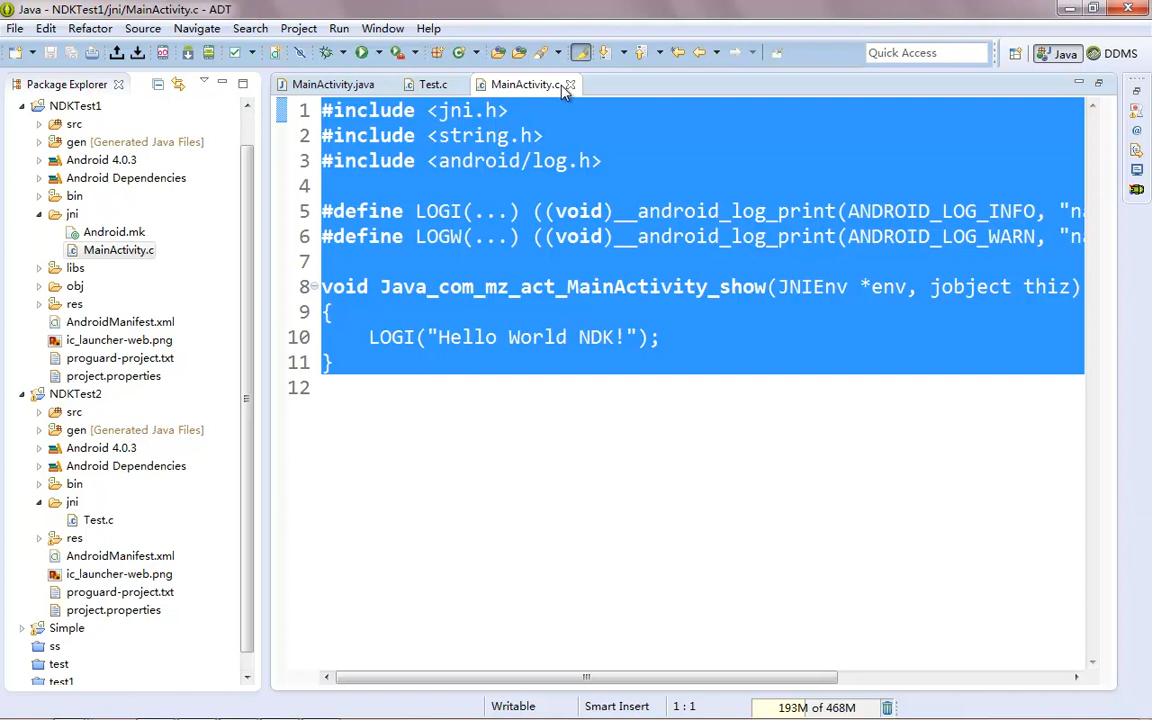 Java - NDKTest1/jni/MainActivity.c - ADT
File Edit Refactor Source Navigate Search Project Run Window Help
Quick Access Java DDMS
Package Explorer
MainActivity.java Test.c MainActivity.c
NDKTest1
src
gen [Generated Java Files]
Android 4.0.3
Android Dependencies
bin
jni
Android.mk
MainActivity.c
libs
obj
res
AndroidManifest.xml
ic_launcher-web.png
proguard-project.txt
project.properties
NDKTest2
src
gen [Generated Java Files]
Android 4.0.3
Android Dependencies
bin
jni
Test.c
res
AndroidManifest.xml
ic_launcher-web.png
proguard-project.txt
project.properties
Simple
ss
test
test1
1 #include <jni.h>
2 #include <string.h>
3 #include <android/log.h>
4
5 #define LOGI(...) ((void)__android_log_print(ANDROID_LOG_INFO, "na
6 #define LOGW(...) ((void)__android_log_print(ANDROID_LOG_WARN, "na
7
8 void Java_com_mz_act_MainActivity_show(JNIEnv *env, jobject thiz)
9 {
10 LOGI("Hello World NDK!");
11 }
12
Writable Smart Insert 1 : 1 193M of 468M